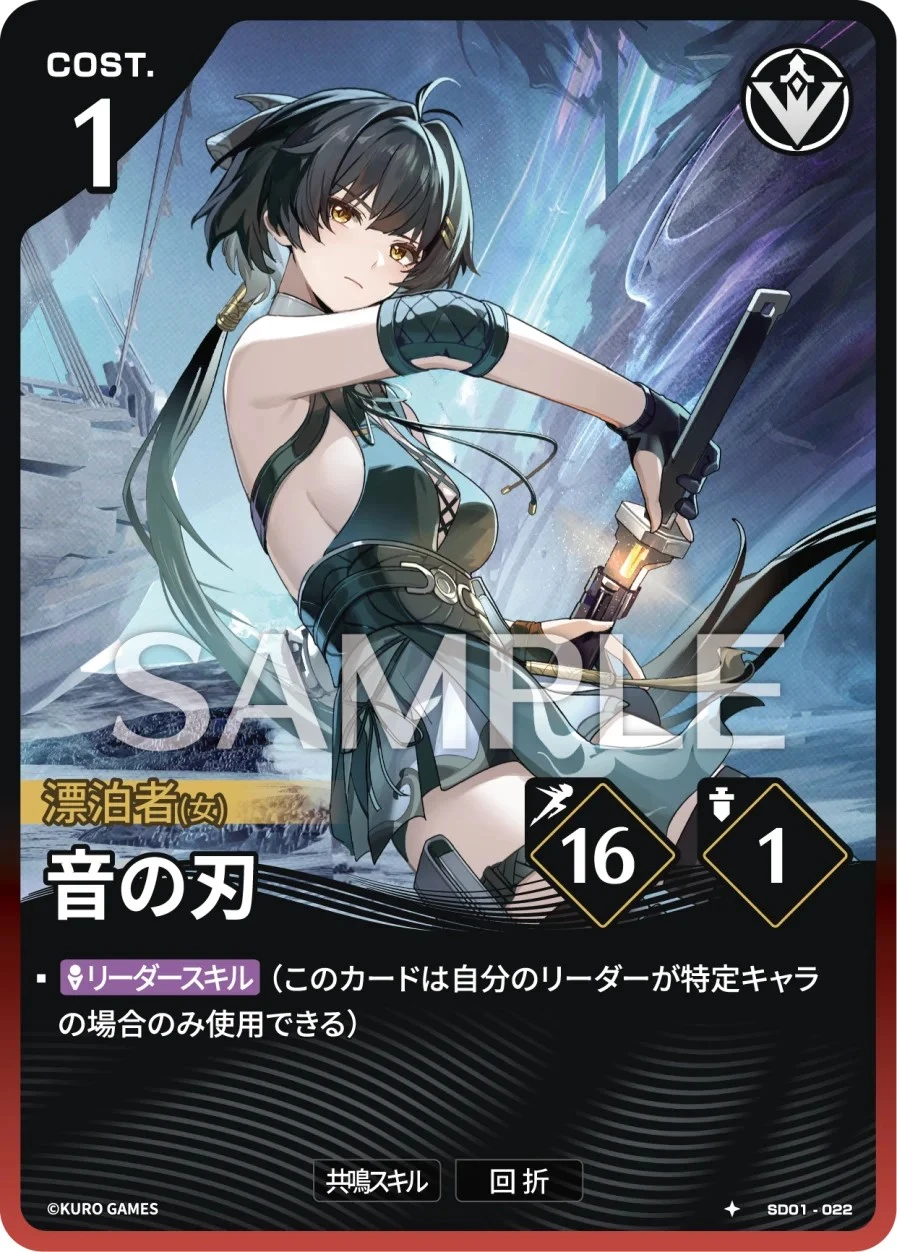 COST.
1
SAMPLE
漂泊者(女)
音の刃
16
1
▪ リーダースキル（このカードは自分のリーダーが特定キャラ
の場合のみ使用できる）
共鳴スキル
回折
©KURO GAMES
SD01 - 022